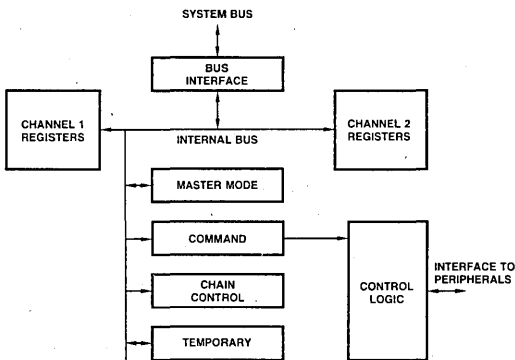 SYSTEM BUS
BUS
INTERFACE
CHANNEL 1
REGISTERS
CHANNEL 2
REGISTERS
INTERNAL BUS
MASTER MODE
COMMAND
CHAIN
CONTROL
TEMPORARY
CONTROL
LOGIC
INTERFACE TO
PERIPHERALS